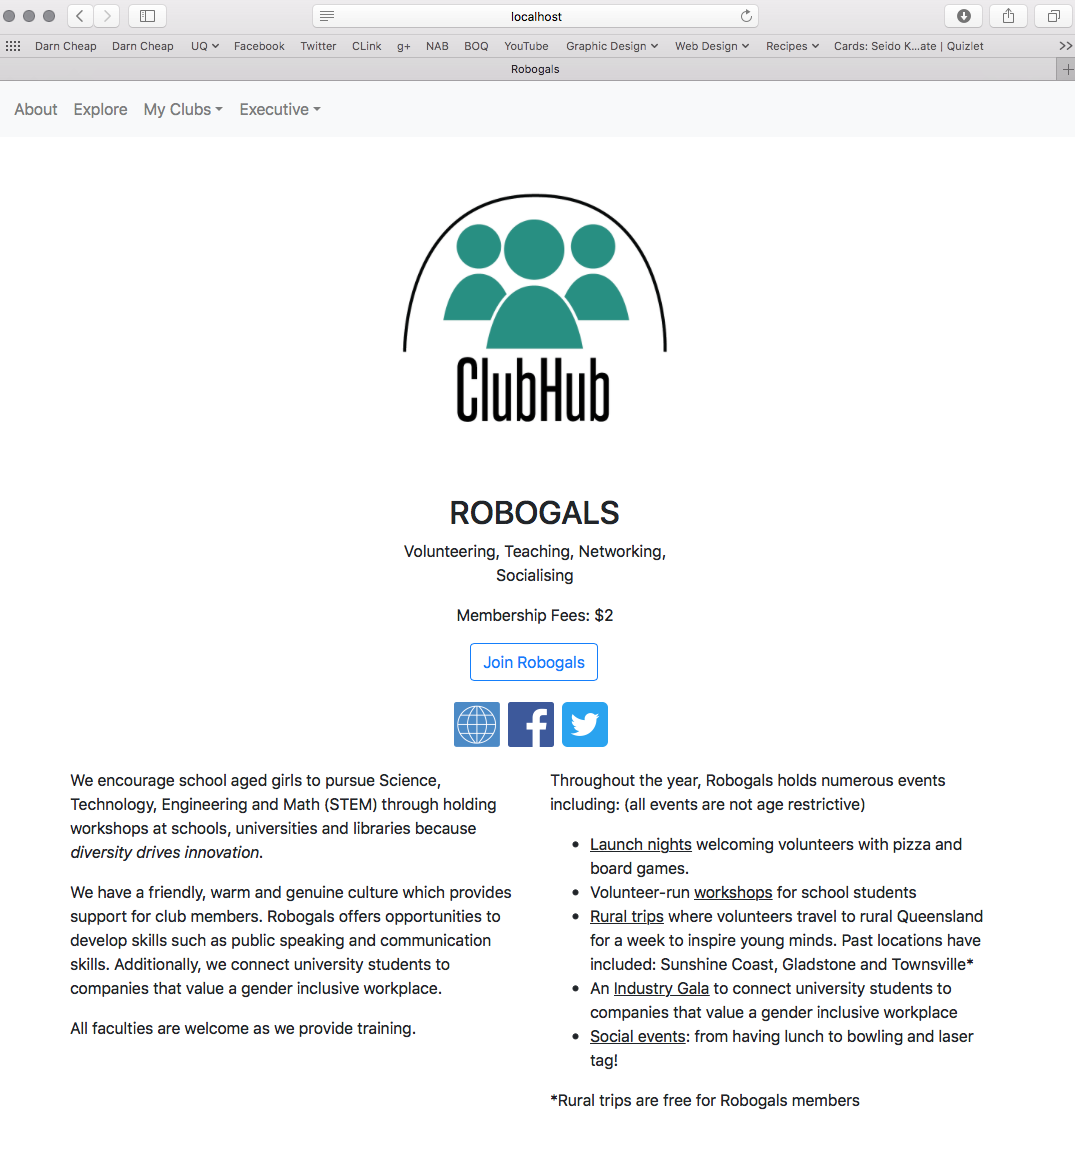 localhost
Darn Cheap Darn Cheap UQ Facebook Twitter CLink g+ NAB BOQ YouTube Graphic Design Web Design Recipes Cards: Seido K...ate | Quizlet >>
Robogals +
About Explore My Clubs Executive
ClubHub
ROBOGALS
Volunteering, Teaching, Networking,
Socialising
Membership Fees: $2
Join Robogals
We encourage school aged girls to pursue Science,
Technology, Engineering and Math (STEM) through holding
workshops at schools, universities and libraries because
diversity drives innovation.
We have a friendly, warm and genuine culture which provides
support for club members. Robogals offers opportunities to
develop skills such as public speaking and communication
skills. Additionally, we connect university students to
companies that value a gender inclusive workplace.
All faculties are welcome as we provide training.
Throughout the year, Robogals holds numerous events
including: (all events are not age restrictive)
• Launch nights welcoming volunteers with pizza and
board games.
• Volunteer-run workshops for school students
• Rural trips where volunteers travel to rural Queensland
for a week to inspire young minds. Past locations have
included: Sunshine Coast, Gladstone and Townsville*
• An Industry Gala to connect university students to
companies that value a gender inclusive workplace
• Social events: from having lunch to bowling and laser
tag!
*Rural trips are free for Robogals members